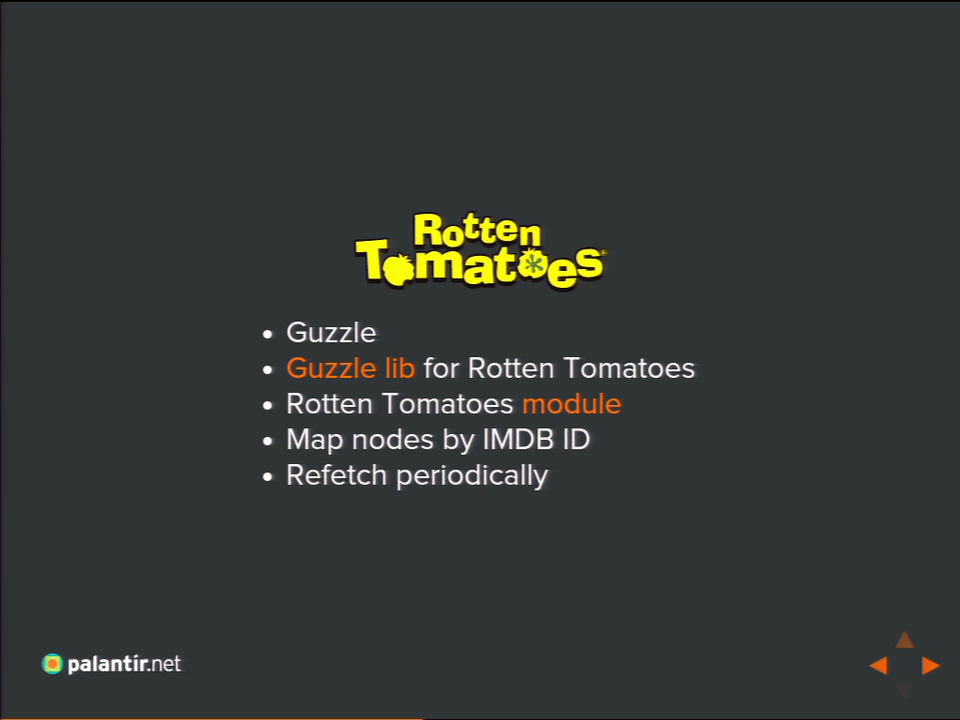 Rotten
Tomatoes®
• Guzzle
• Guzzle lib for Rotten Tomatoes
• Rotten Tomatoes module
• Map nodes by IMDB ID
• Refetch periodically
palantir.net